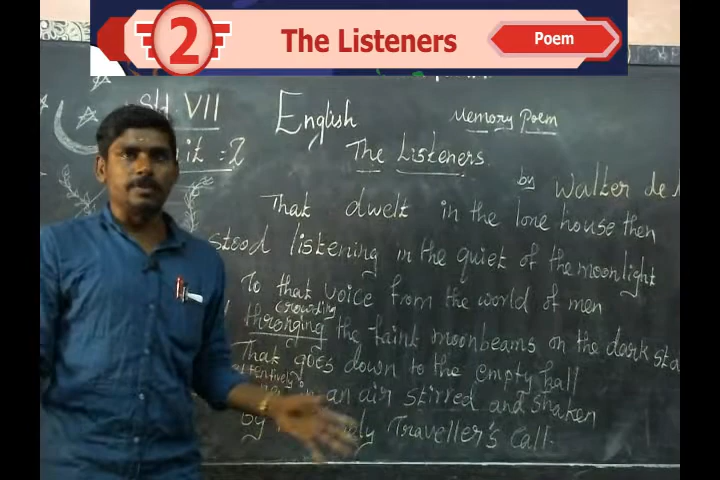 2 The Listeners Poem
Std. VII English Memory Poem
The Listeners.
by Walter de
That dwelt in the lone house then
stood listening in the quiet of the moonlight
To that voice from the world of men
crowding
thronging the faint moonbeams on the dark sta
That goes down to the empty hall
attentively
an air stirred and shaken
By Traveller's Call.